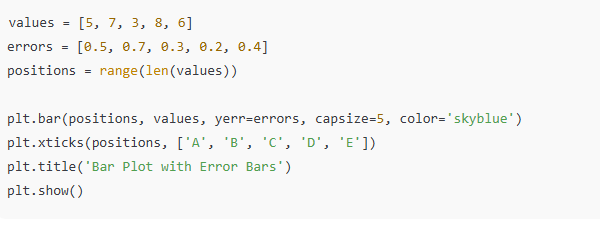 values = [5, 7, 3, 8, 6]
errors = [0.5, 0.7, 0.3, 0.2, 0.4]
positions = range(len(values))
plt.bar(positions, values, yerr=errors, capsize=5, color='skyblue')
plt.xticks(positions, ['A', 'B', 'C', 'D', 'E'])
plt.title('Bar Plot with Error Bars')
plt.show()